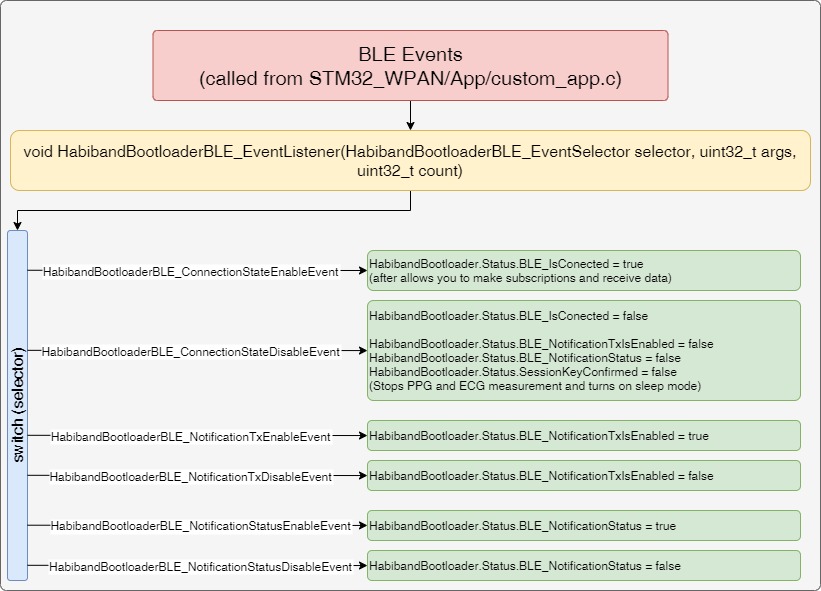 BLE Events
(called from STM32_WPAN/App/custom_app.c)
void HabibandBootloaderBLE_EventListener(HabibandBootloaderBLE_EventSelector selector, uint32_t args,
uint32_t count)
switch (selector)
HabibandBootloaderBLE_ConnectionStateEnableEvent
HabibandBootloader.Status.BLE_IsConected = true
(after allows you to make subscriptions and receive data)
HabibandBootloaderBLE_ConnectionStateDisableEvent
HabibandBootloader.Status.BLE_IsConected = false
HabibandBootloader.Status.BLE_NotificationTxIsEnabled = false
HabibandBootloader.Status.BLE_NotificationStatus = false
HabibandBootloader.Status.SessionKeyConfirmed = false
(Stops PPG and ECG measurement and turns on sleep mode)
HabibandBootloaderBLE_NotificationTxEnableEvent
HabibandBootloader.Status.BLE_NotificationTxIsEnabled = true
HabibandBootloaderBLE_NotificationTxDisableEvent
HabibandBootloader.Status.BLE_NotificationTxIsEnabled = false
HabibandBootloaderBLE_NotificationStatusEnableEvent
HabibandBootloader.Status.BLE_NotificationStatus = true
HabibandBootloaderBLE_NotificationStatusDisableEvent
HabibandBootloader.Status.BLE_NotificationStatus = false